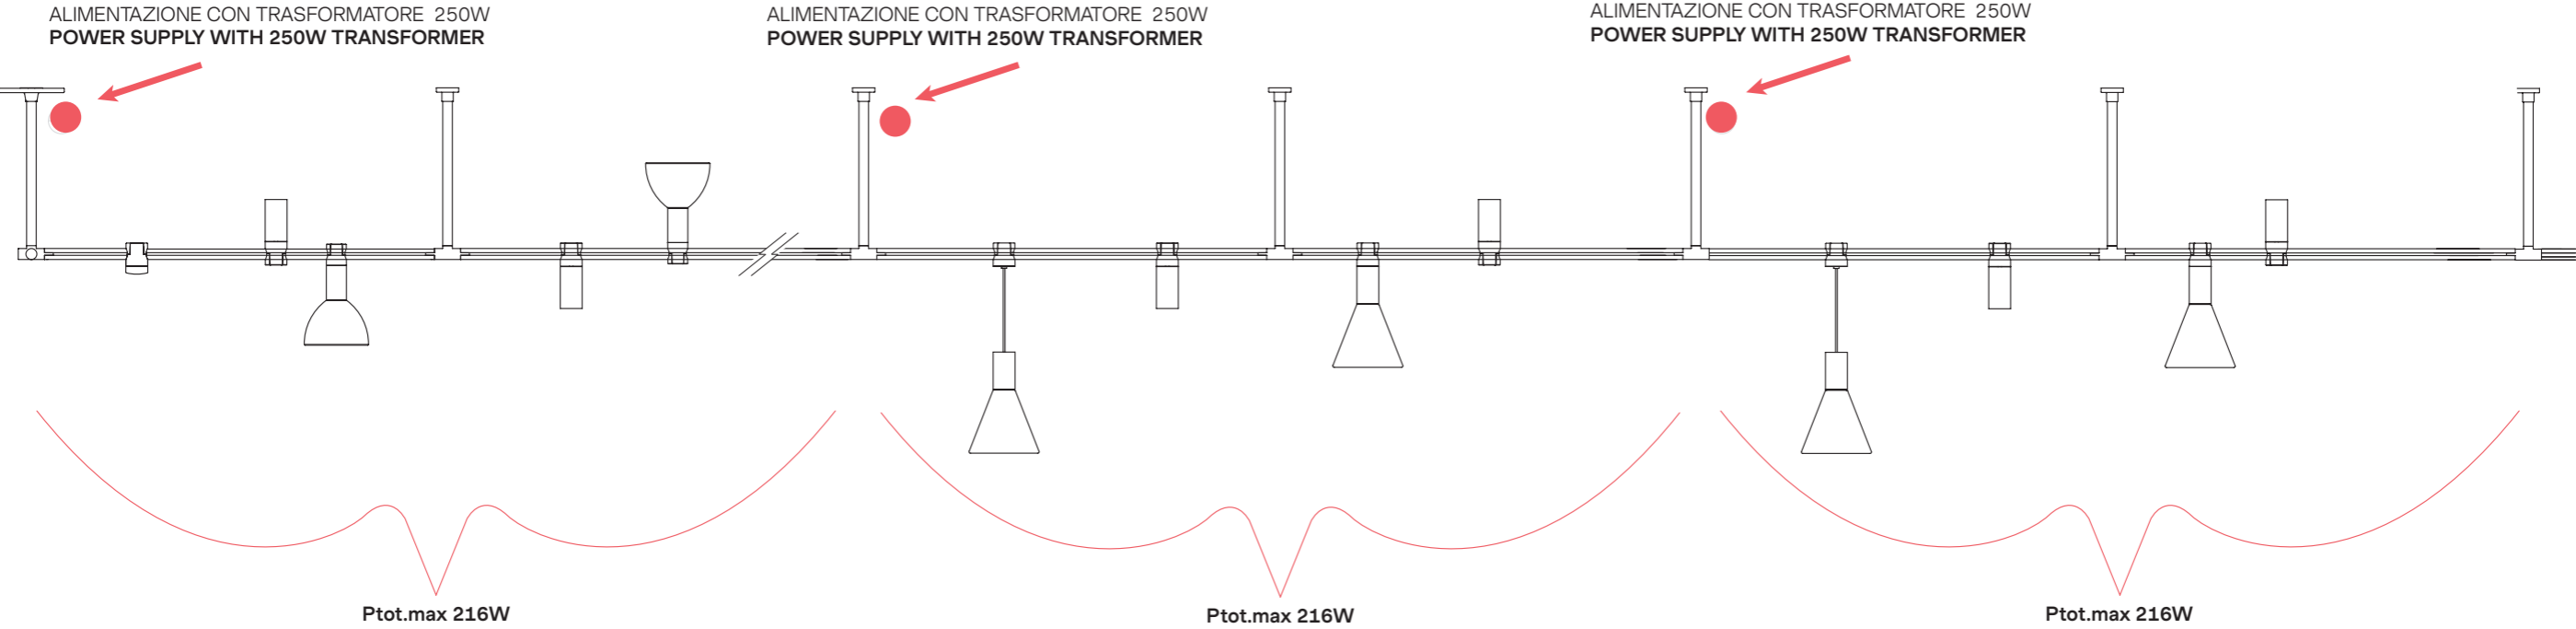 ALIMENTAZIONE CON TRASFORMATORE 250W
POWER SUPPLY WITH 250W TRANSFORMER
ALIMENTAZIONE CON TRASFORMATORE 250W
POWER SUPPLY WITH 250W TRANSFORMER
ALIMENTAZIONE CON TRASFORMATORE 250W
POWER SUPPLY WITH 250W TRANSFORMER
Ptot.max 216W
Ptot.max 216W
Ptot.max 216W